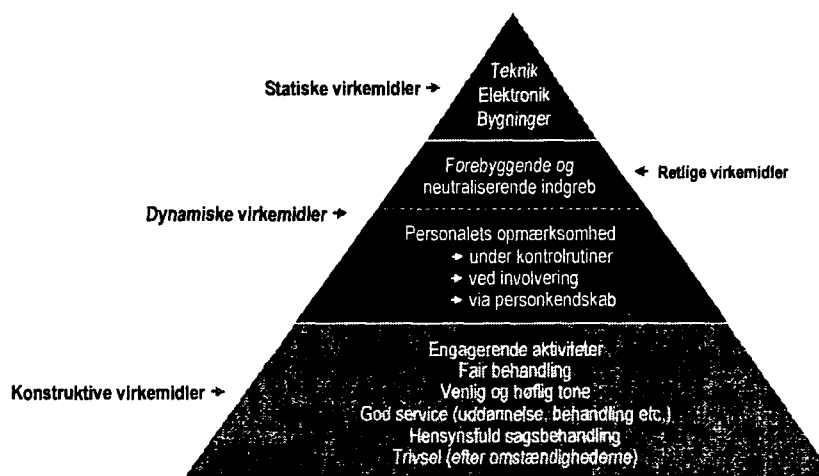 Teknik
Statiske virkemidler →
Elektronik
Bygninger
Forebyggende og
← Retlige virkemidler
neutraliserende indgreb
Dynamiske virkemidler →
Personalets opmærksomhed
→ under kontrolrutiner
→ ved involvering
→ via personkendskab
Engagerende aktiviteter
Fair behandling
Konstruktive virkemidler →
Venlig og høflig tone
God service (uddannelse, behandling etc.)
Hensynsfuld sagsbehandling
Trivsel (efter omstændighederne)